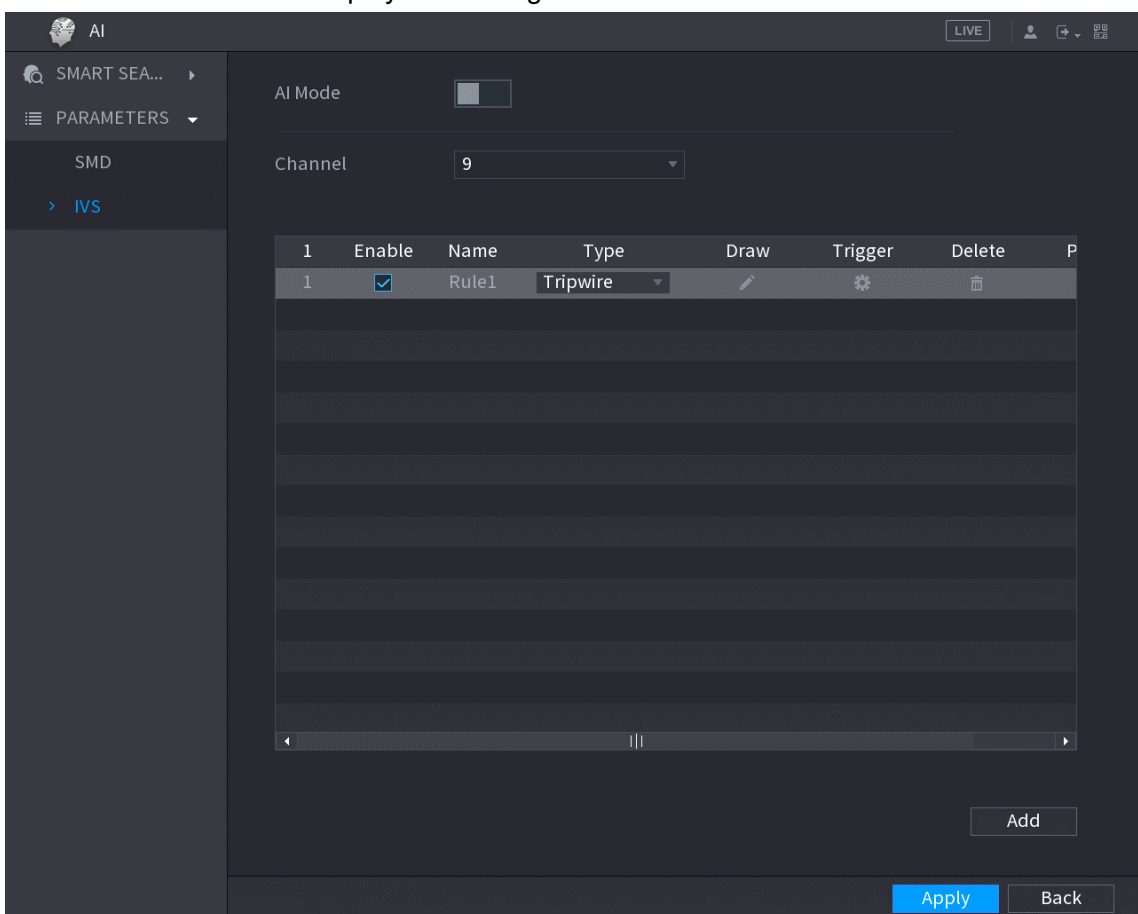 AI LIVE
SMART SEA...
PARAMETERS
SMD
IVS
AI Mode
Channel 9
1 Enable Name Type Draw Trigger Delete P
1 Rule1 Tripwire
Add
Apply Back